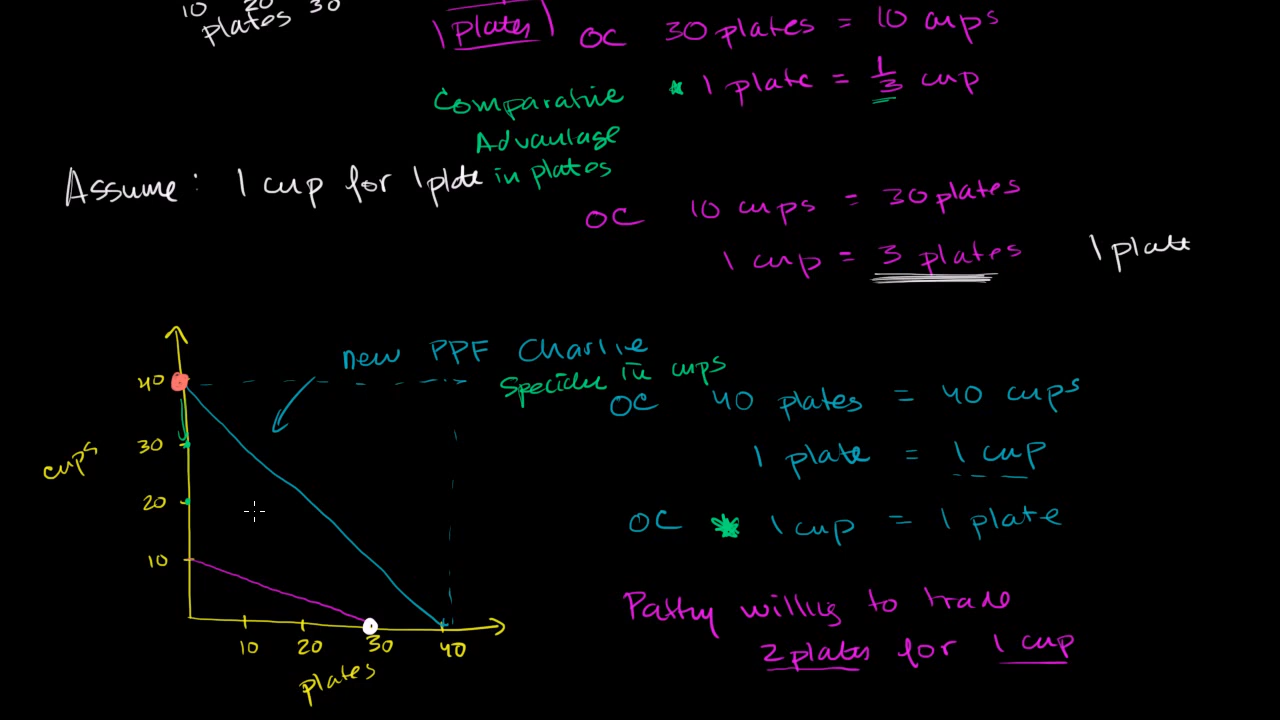 10 20 30
plates
1 plates
OC 30 plates = 10 cups
Comparative
Advantage
in plates
* 1 plate = 1/3 cup
Assume: 1 cup for 1 plate
OC 10 cups = 30 plates
1 cup = 3 plates
1 plate
new PPF Charlie
Specialize in cups
40
30
20
10
cups
10 20 30 40
plates
OC 40 plates = 40 cups
1 plate = 1 cup
OC * 1 cup = 1 plate
Patty willing to trade
2 plates for 1 cup